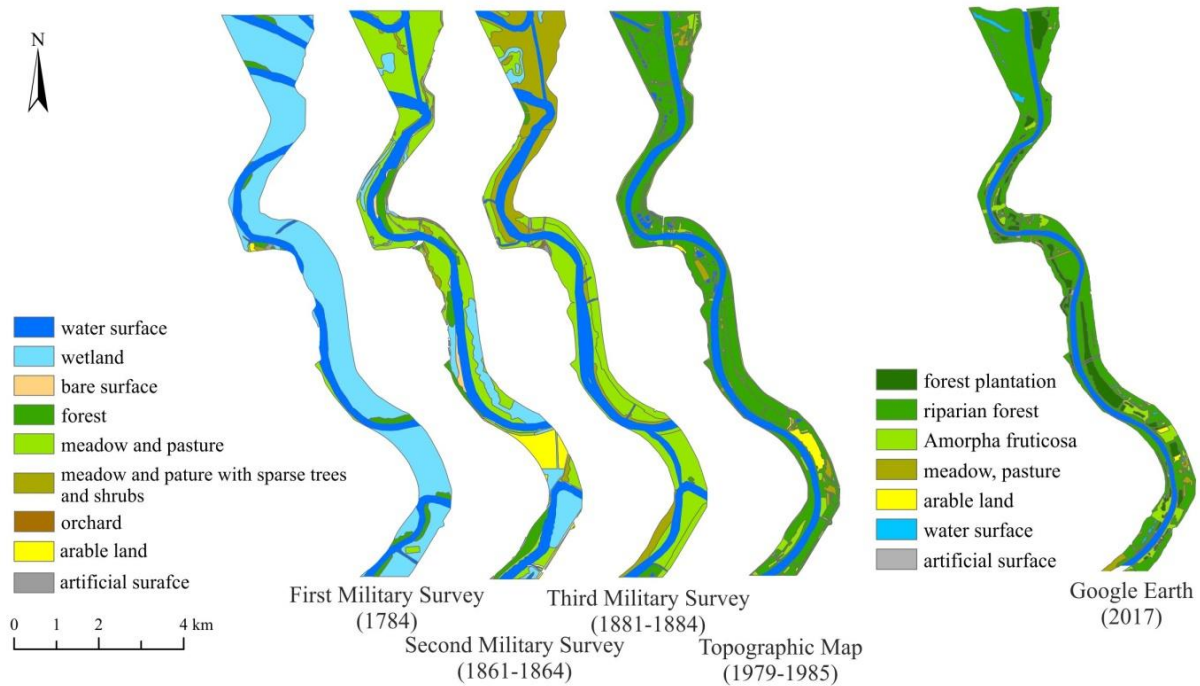 N
water surface
wetland
bare surface
forest
meadow and pasture
meadow and pature with sparse trees
and shrubs
orchard
arable land
artificial surafce
0 1 2 4 km
First Military Survey
(1784)
Second Military Survey
(1861-1864)
Third Military Survey
(1881-1884)
Topographic Map
(1979-1985)
forest plantation
riparian forest
Amorpha fruticosa
meadow, pasture
arable land
water surface
artificial surface
Google Earth
(2017)